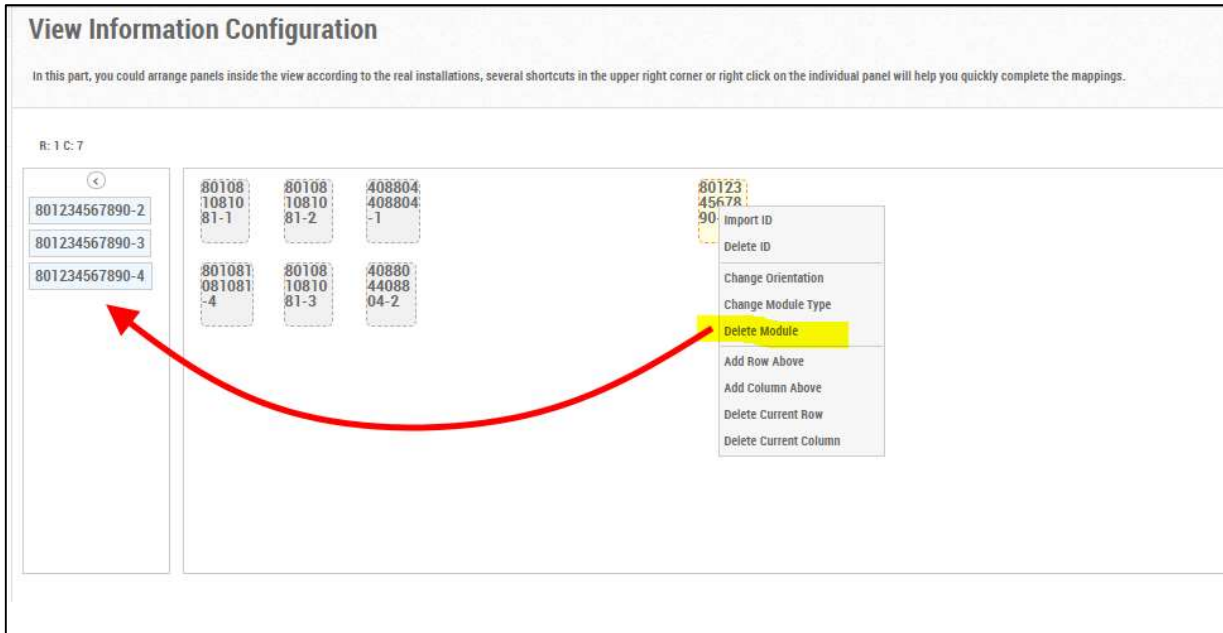 View Information Configuration
In this part, you could arrange panels inside the view according to the real installations, several shortcuts in the upper right corner or right click on the individual panel will help you quickly complete the mappings.
R: 1 C: 7
801234567890-2
801234567890-3
801234567890-4
80108
10810
81-1
80108
10810
81-2
408804
408804
-1
80123
45678
90-
801081
081081
-4
80108
10810
81-3
40880
44088
04-2
Import ID
Delete ID
Change Orientation
Change Module Type
Delete Module
Add Row Above
Add Column Above
Delete Current Row
Delete Current Column